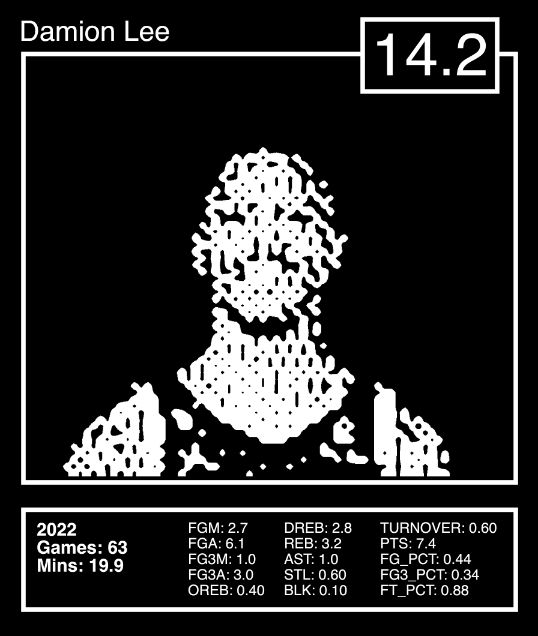 Damion Lee
14.2
2022
Games: 63
Mins: 19.9
FGM: 2.7
FGA: 6.1
FG3M: 1.0
FG3A: 3.0
OREB: 0.40
DREB: 2.8
REB: 3.2
AST: 1.0
STL: 0.60
BLK: 0.10
TURNOVER: 0.60
PTS: 7.4
FG_PCT: 0.44
FG3_PCT: 0.34
FT_PCT: 0.88